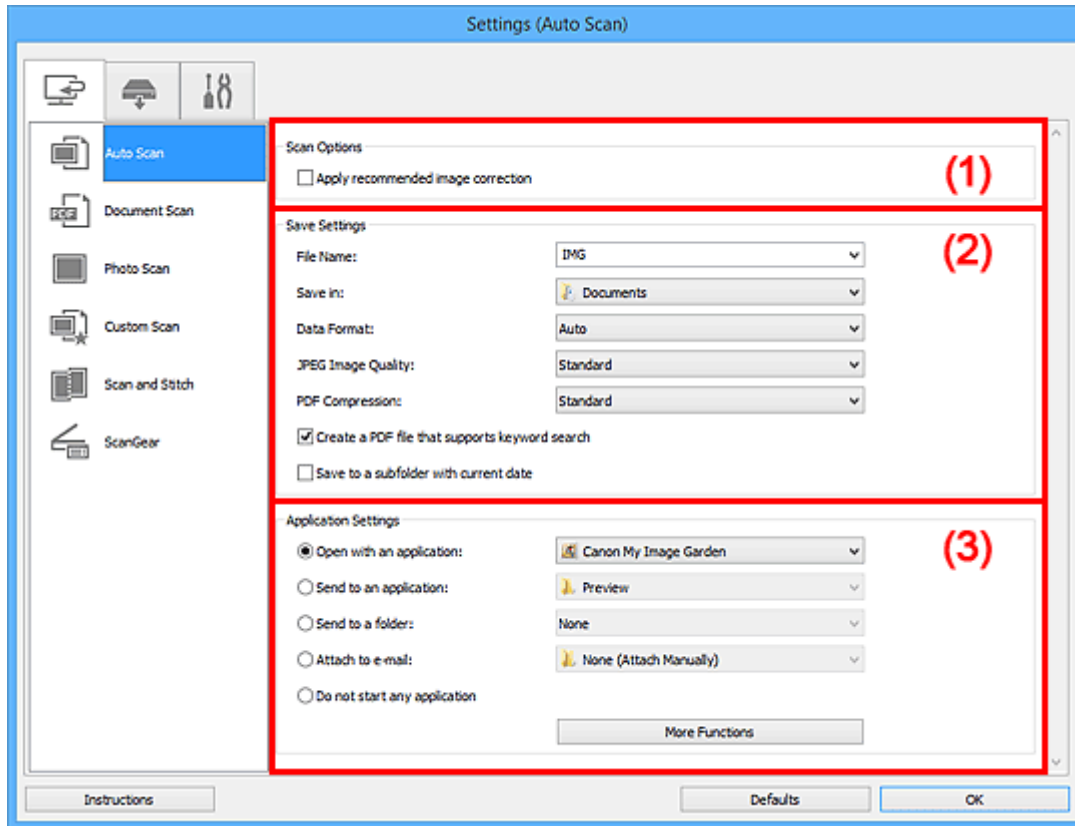 Settings (Auto Scan)
Auto Scan
Document Scan
Photo Scan
Custom Scan
Scan and Stitch
ScanGear
Scan Options
Apply recommended image correction
(1)
Save Settings
(2)
File Name: IMG
Save in: Documents
Data Format: Auto
JPEG Image Quality: Standard
PDF Compression: Standard
Create a PDF file that supports keyword search
Save to a subfolder with current date
Application Settings
(3)
Open with an application: Canon My Image Garden
Send to an application: Preview
Send to a folder: None
Attach to e-mail: None (Attach Manually)
Do not start any application
More Functions
Instructions
Defaults
OK